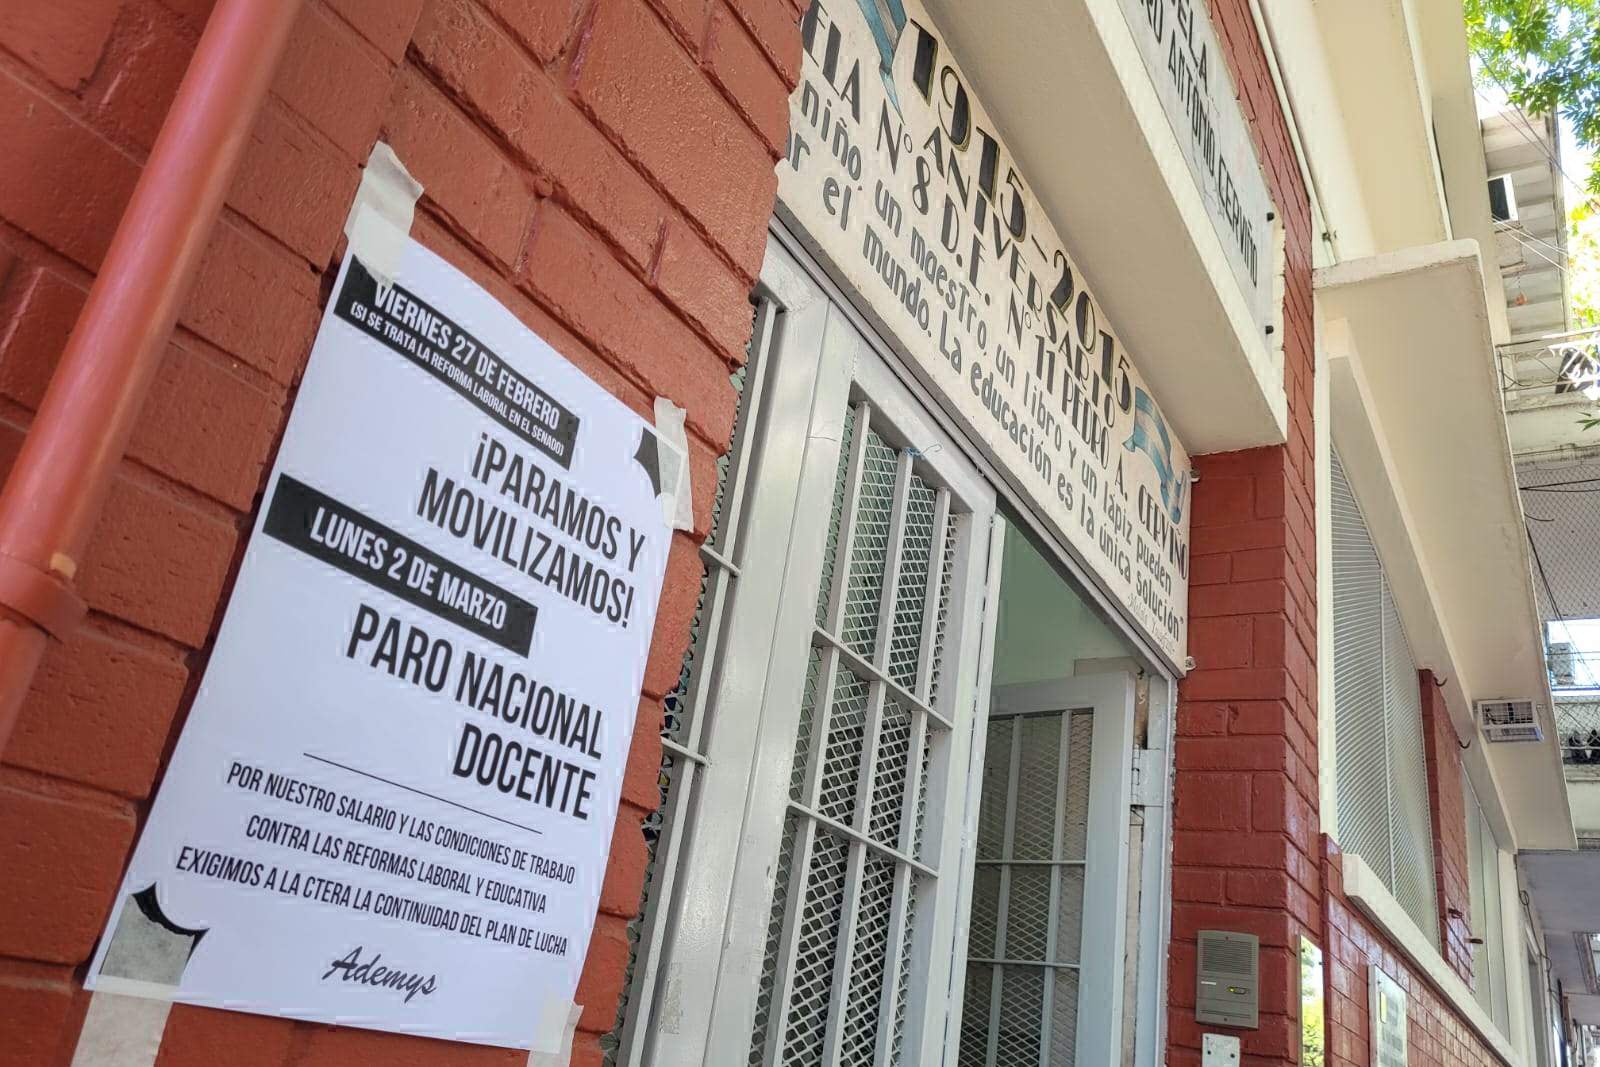 VIERNES 27 DE FEBRERO
(SI SE TRATA LA REFORMA LABORAL EN EL SENADO)
¡PARAMOS Y
MOVILIZAMOS!
LUNES 2 DE MARZO
PARO NACIONAL
DOCENTE
POR NUESTRO SALARIO Y LAS CONDICIONES DE TRABAJO
CONTRA LAS REFORMAS LABORAL Y EDUCATIVA
EXIGIMOS A LA CTERA LA CONTINUIDAD DEL PLAN DE LUCHA
Ademys
1915-2015
ANIVERSARIO
ELA N° 8 D.E. N° 11 PEDRO A. CERVIÑO
niño, un maestro, un libro y un lápiz pueden
ar el mundo. La educación es la única solución"
ELA
ANTONIO CERVIÑO